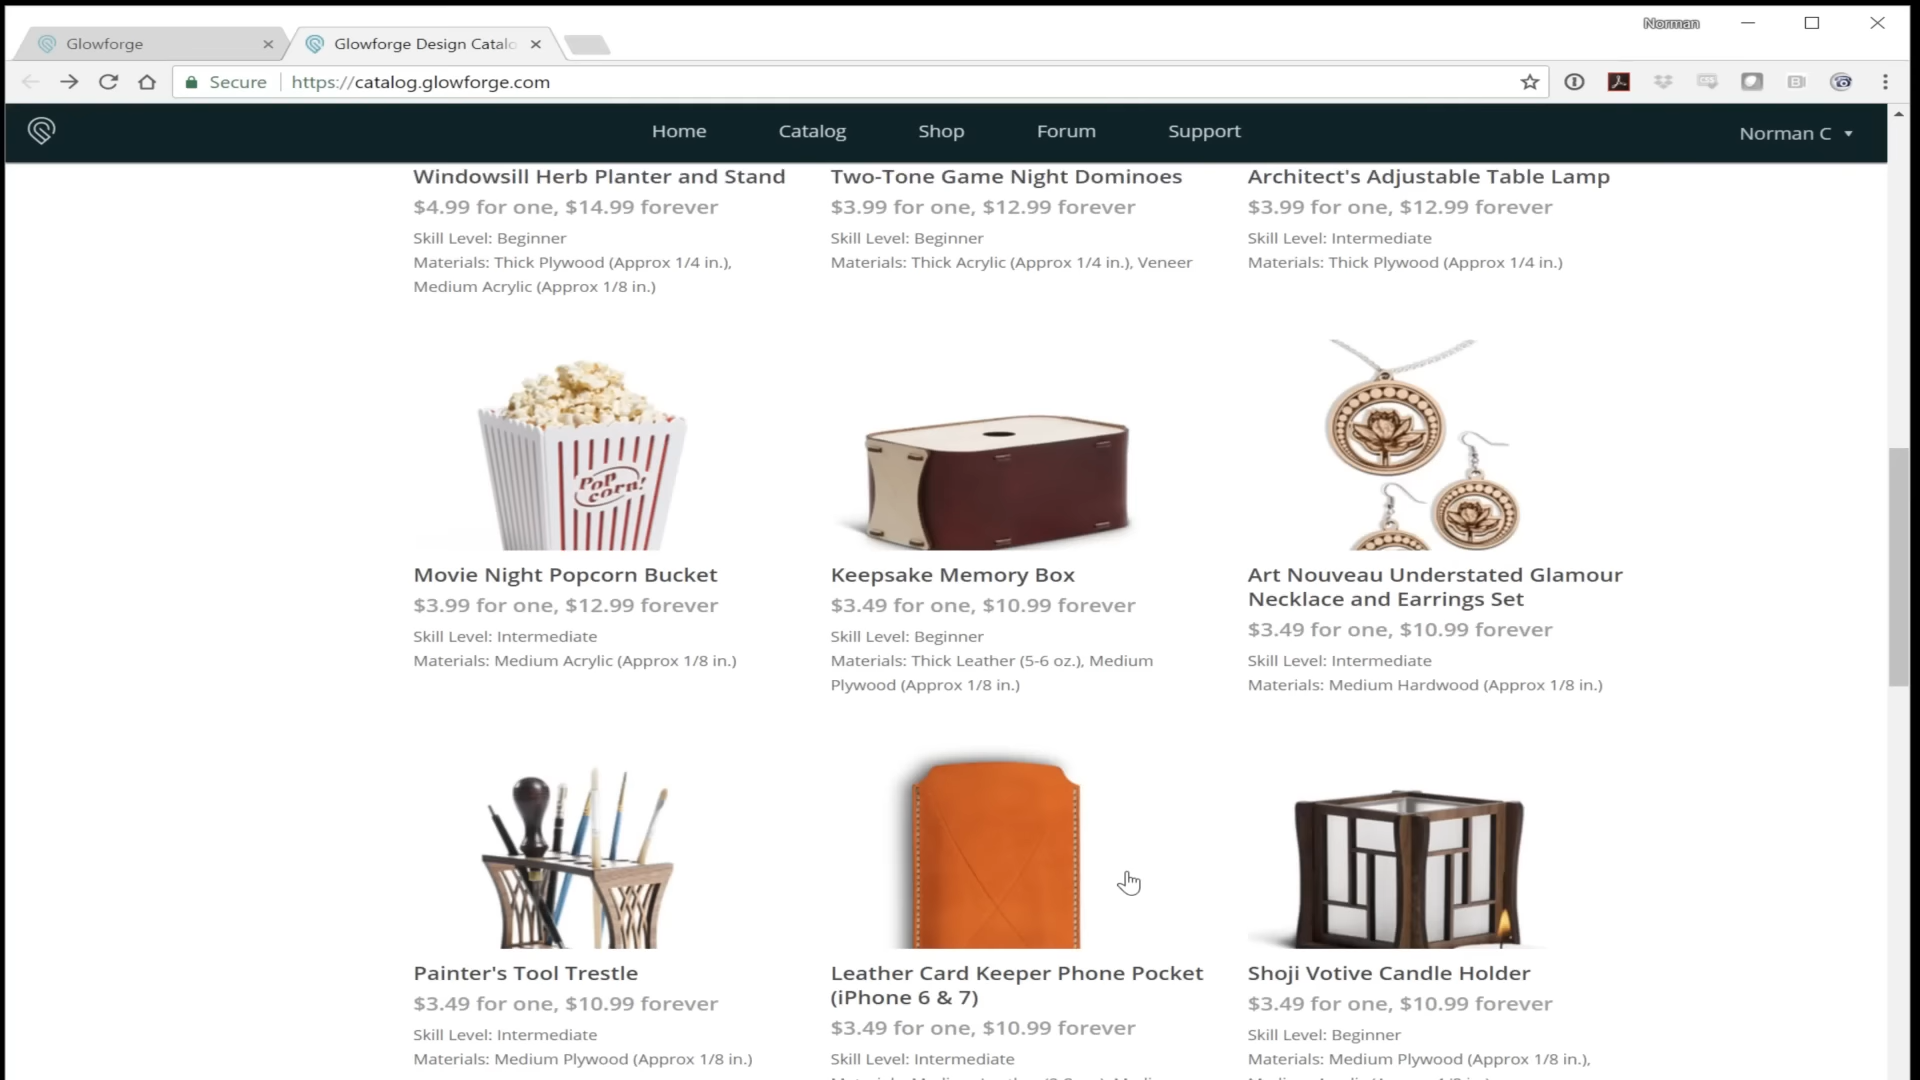 Norman
Glowforge
Glowforge Design Catalo
Secure
https://catalog.glowforge.com
Home
Catalog
Shop
Forum
Support
Norman C
Windowsill Herb Planter and Stand
$4.99 for one, $14.99 forever
Skill Level: Beginner
Materials: Thick Plywood (Approx 1/4 in.),
Medium Acrylic (Approx 1/8 in.)
Two-Tone Game Night Dominoes
$3.99 for one, $12.99 forever
Skill Level: Beginner
Materials: Thick Acrylic (Approx 1/4 in.), Veneer
Architect's Adjustable Table Lamp
$3.99 for one, $12.99 forever
Skill Level: Intermediate
Materials: Thick Plywood (Approx 1/4 in.)
Pop
corn!
Movie Night Popcorn Bucket
$3.99 for one, $12.99 forever
Skill Level: Intermediate
Materials: Medium Acrylic (Approx 1/8 in.)
Keepsake Memory Box
$3.49 for one, $10.99 forever
Skill Level: Beginner
Materials: Thick Leather (5-6 oz.), Medium
Plywood (Approx 1/8 in.)
Art Nouveau Understated Glamour
Necklace and Earrings Set
$3.49 for one, $10.99 forever
Skill Level: Intermediate
Materials: Medium Hardwood (Approx 1/8 in.)
Painter's Tool Trestle
$3.49 for one, $10.99 forever
Skill Level: Intermediate
Materials: Medium Plywood (Approx 1/8 in.)
Leather Card Keeper Phone Pocket
(iPhone 6 & 7)
$3.49 for one, $10.99 forever
Skill Level: Intermediate
Shoji Votive Candle Holder
$3.49 for one, $10.99 forever
Skill Level: Beginner
Materials: Medium Plywood (Approx 1/8 in.),